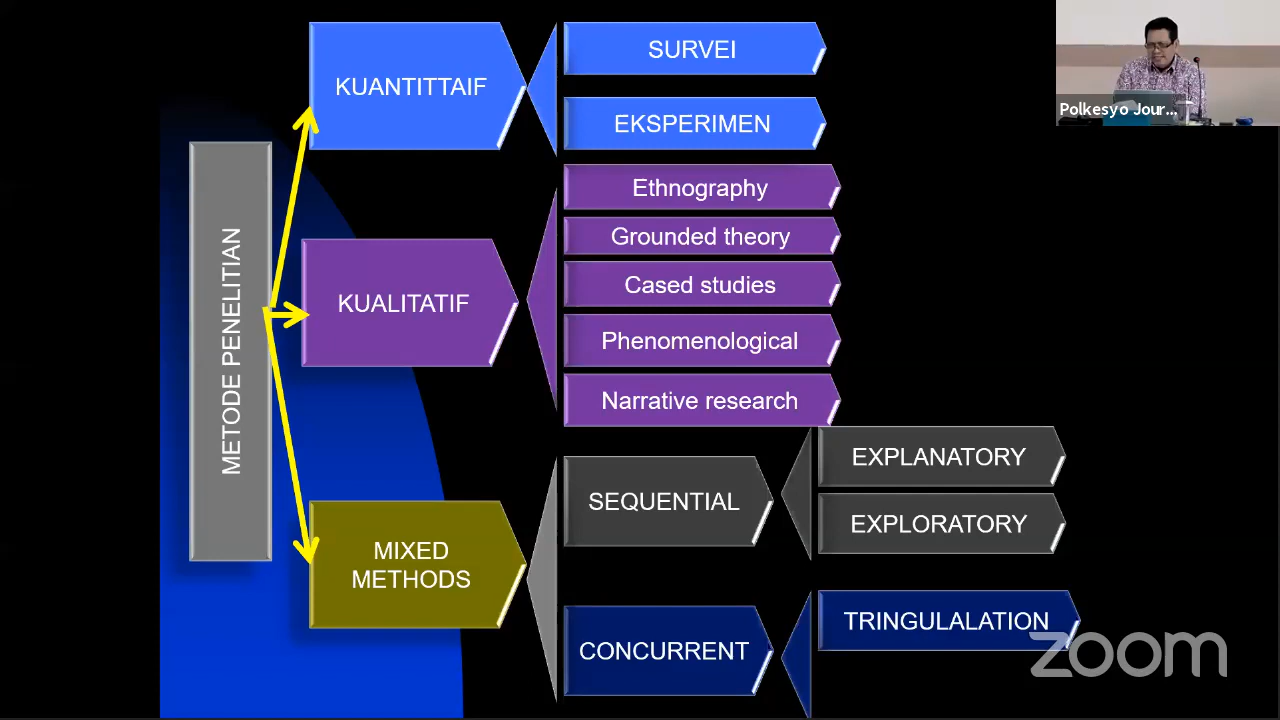 METODE PENELITIAN
KUANTITTAIF
SURVEI
EKSPERIMEN
KUALITATIF
Ethnography
Grounded theory
Cased studies
Phenomenological
Narrative research
MIXED
METHODS
SEQUENTIAL
EXPLANATORY
EXPLORATORY
CONCURRENT
TRINGULALATION
Polkesyo Jour...
zoom